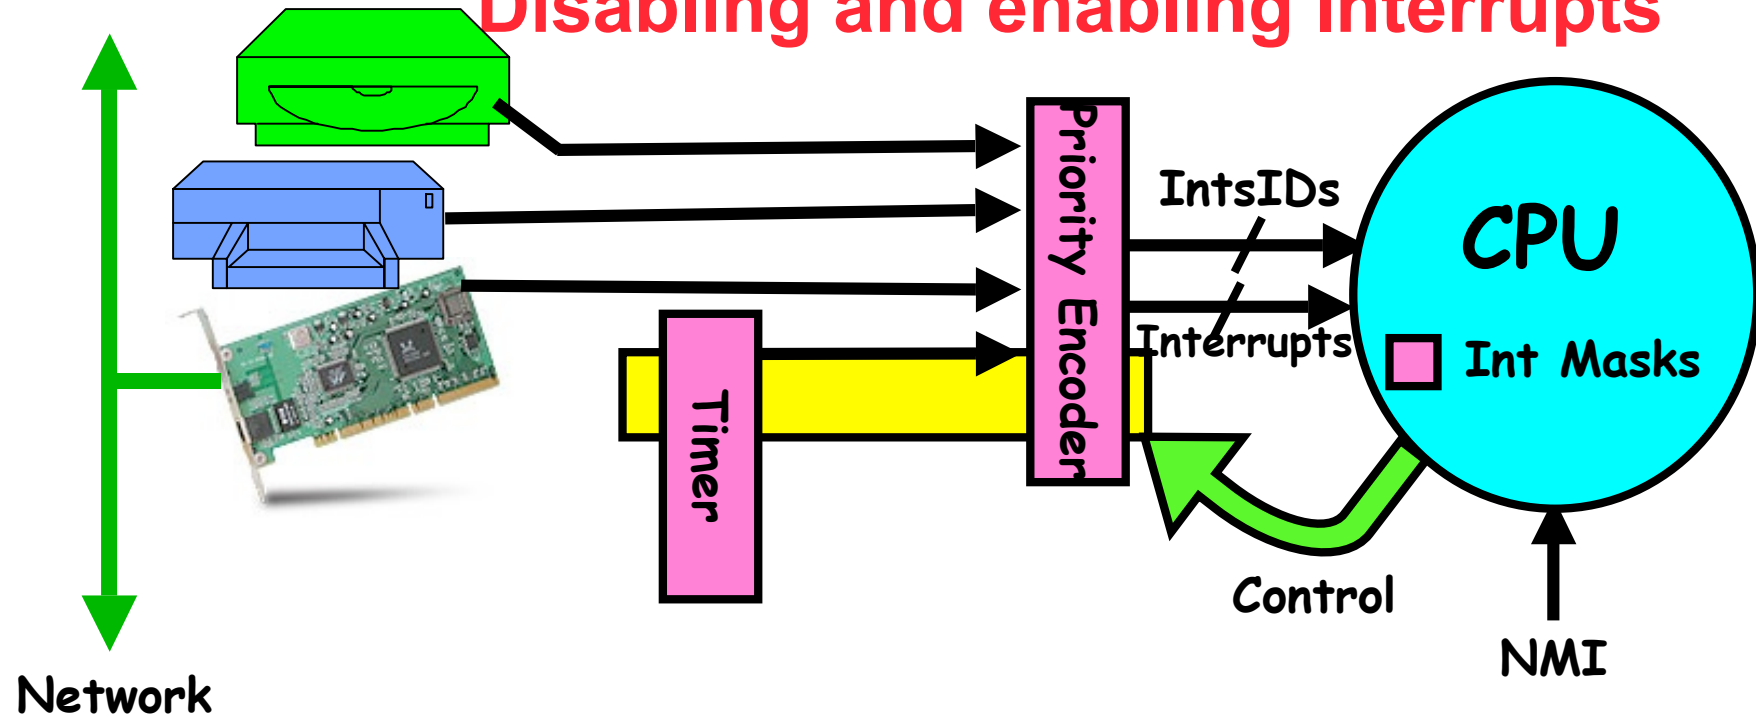 Disabling and enabling Interrupts
Priority Encoder
IntsIDs
CPU
Interrupts
Int Masks
Timer
Control
NMI
Network